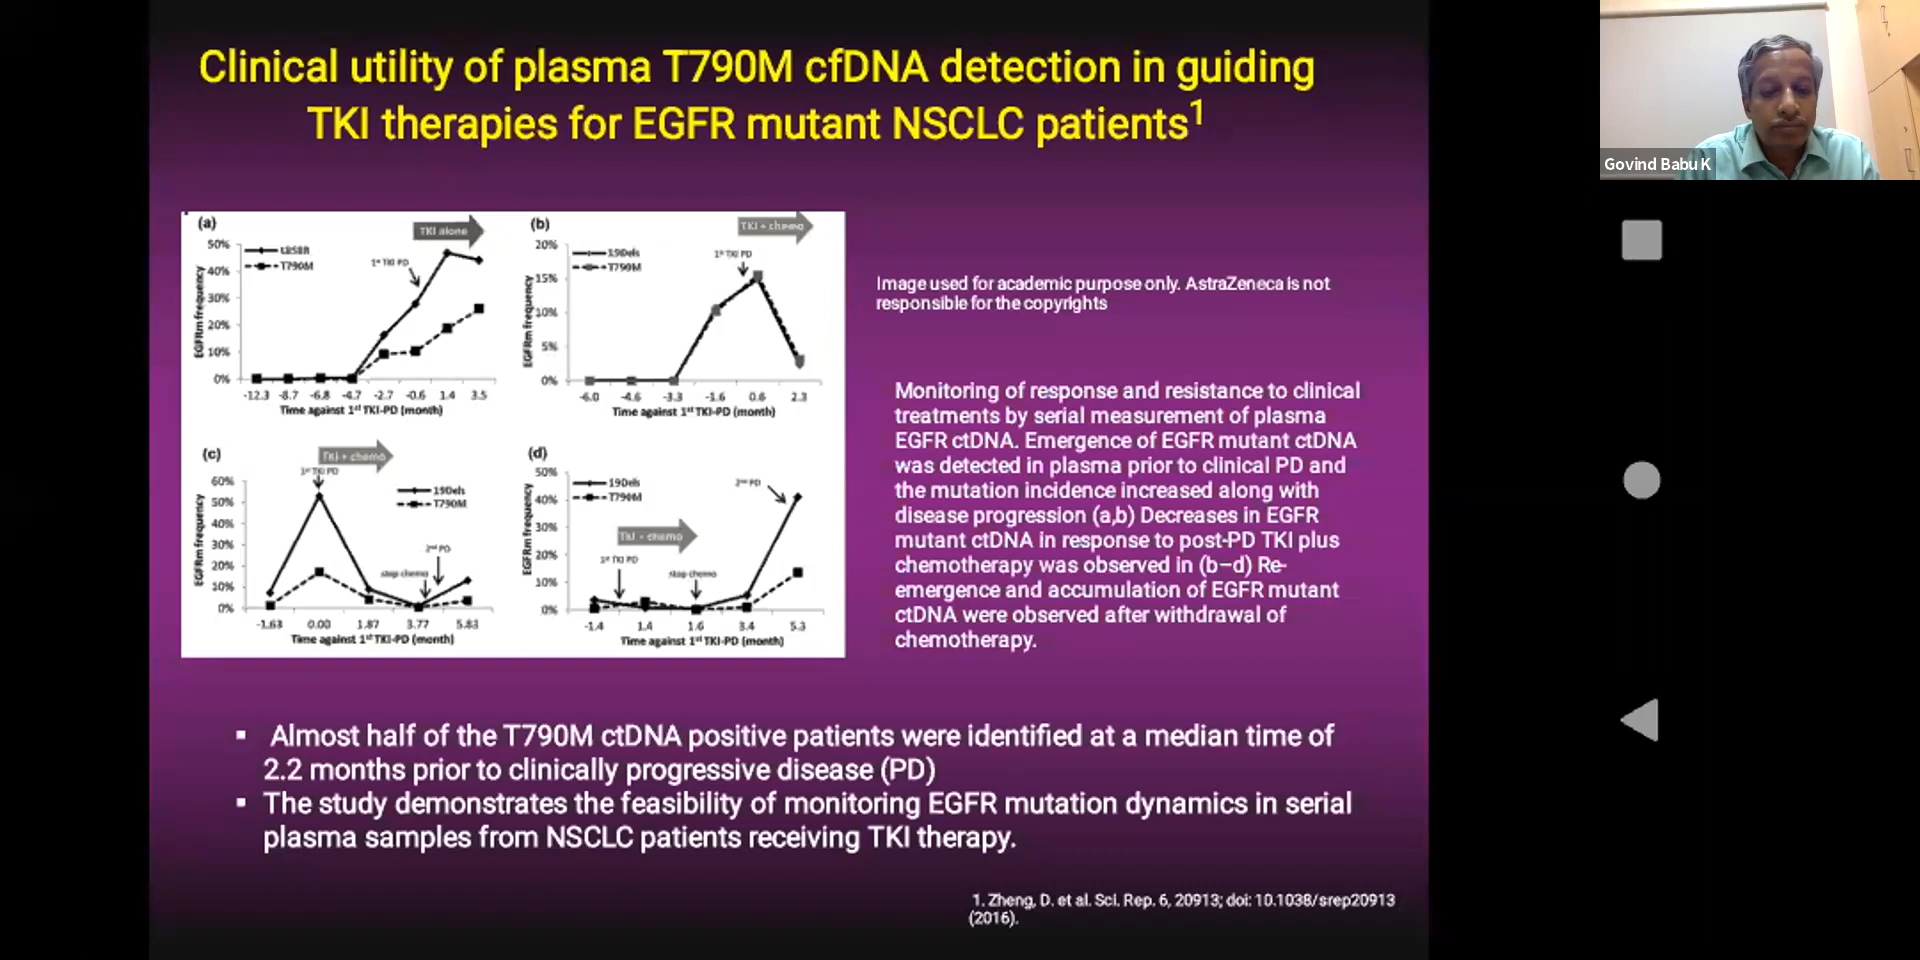 Clinical utility of plasma T790M cfDNA detection in guiding
TKI therapies for EGFR mutant NSCLC patients1
Govind Babu K
(a)
TKI alone
50%
40%
30%
20%
10%
0%
EGFRm frequency
L858R
T790M
1st TKI PD
-12.3 -8.7 -6.8 -4.7 -2.7 -0.6 1.4 3.5
Time against 1st TKI-PD (month)
(b)
TKI + chemo
20%
15%
10%
5%
0%
EGFRm frequency
19Dels
T790M
1st TKI PD
-6.0 -4.6 -3.3 -1.6 0.6 2.3
Time against 1st TKI-PD (month)
Image used for academic purpose only. AstraZeneca is not
responsible for the copyrights
(c)
TKI + chemo
1st TKI PD
60%
50%
40%
30%
20%
10%
0%
EGFRm frequency
19Dels
T790M
2nd PD
stop chemo
-1.63 0.00 1.87 3.77 5.83
Time against 1st TKI-PD (month)
(d)
50%
40%
30%
20%
10%
0%
EGFRm frequency
19Dels
T790M
2nd PD
TKI + chemo
1st TKI PD
stop chemo
-1.4 1.4 1.6 3.4 5.3
Time against 1st TKI-PD (month)
Monitoring of response and resistance to clinical
treatments by serial measurement of plasma
EGFR ctDNA. Emergence of EGFR mutant ctDNA
was detected in plasma prior to clinical PD and
the mutation incidence increased along with
disease progression (a,b) Decreases in EGFR
mutant ctDNA in response to post-PD TKI plus
chemotherapy was observed in (b–d) Re-
emergence and accumulation of EGFR mutant
ctDNA were observed after withdrawal of
chemotherapy.
▪ Almost half of the T790M ctDNA positive patients were identified at a median time of
2.2 months prior to clinically progressive disease (PD)
▪ The study demonstrates the feasibility of monitoring EGFR mutation dynamics in serial
plasma samples from NSCLC patients receiving TKI therapy.
1. Zheng, D. et al. Sci. Rep. 6, 20913; doi: 10.1038/srep20913
(2016).